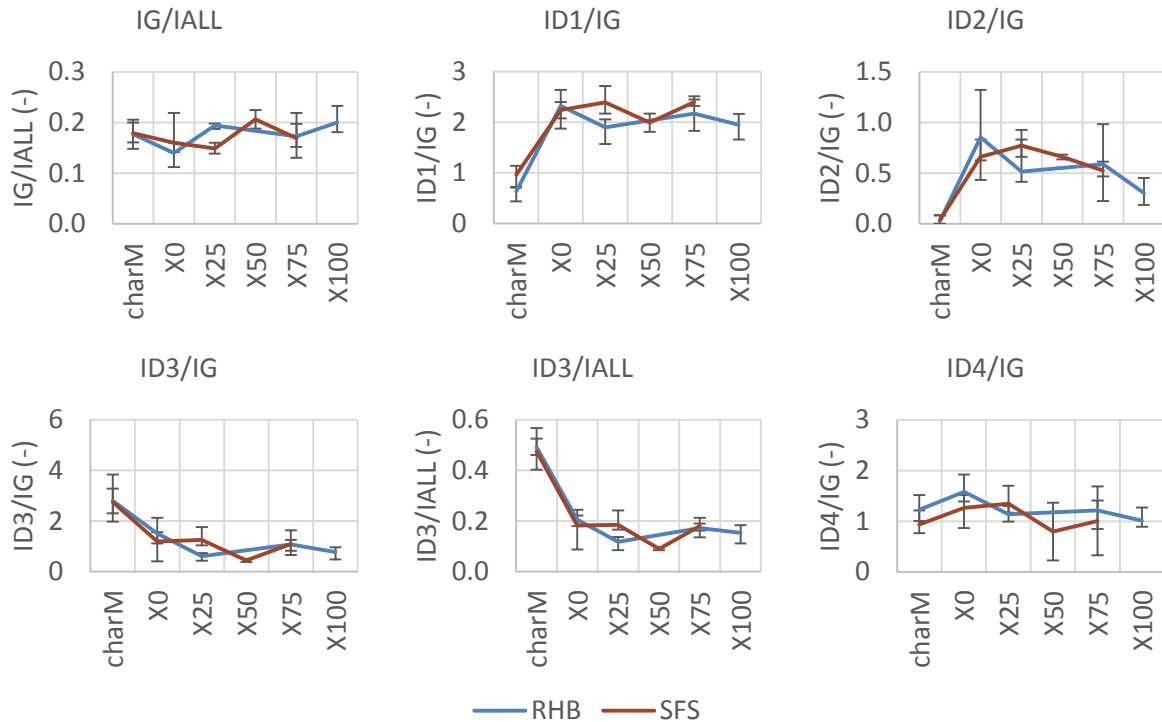 IG/IALL
IG/IALL (-)
0.3
0.2
0.1
0.0
charM
X0
X25
X50
X75
X100
ID1/IG
ID1/IG (-)
3
2
1
0
charM
X0
X25
X50
X75
X100
ID2/IG
ID2/IG (-)
1.5
1.0
0.5
0.0
charM
X0
X25
X50
X75
X100
ID3/IG
ID3/IG (-)
6
4
2
0
charM
X0
X25
X50
X75
X100
ID3/IALL
ID3/IALL (-)
0.6
0.4
0.2
0.0
charM
X0
X25
X50
X75
X100
ID4/IG
ID4/IG (-)
3
2
1
0
charM
X0
X25
X50
X75
X100
RHB
SFS